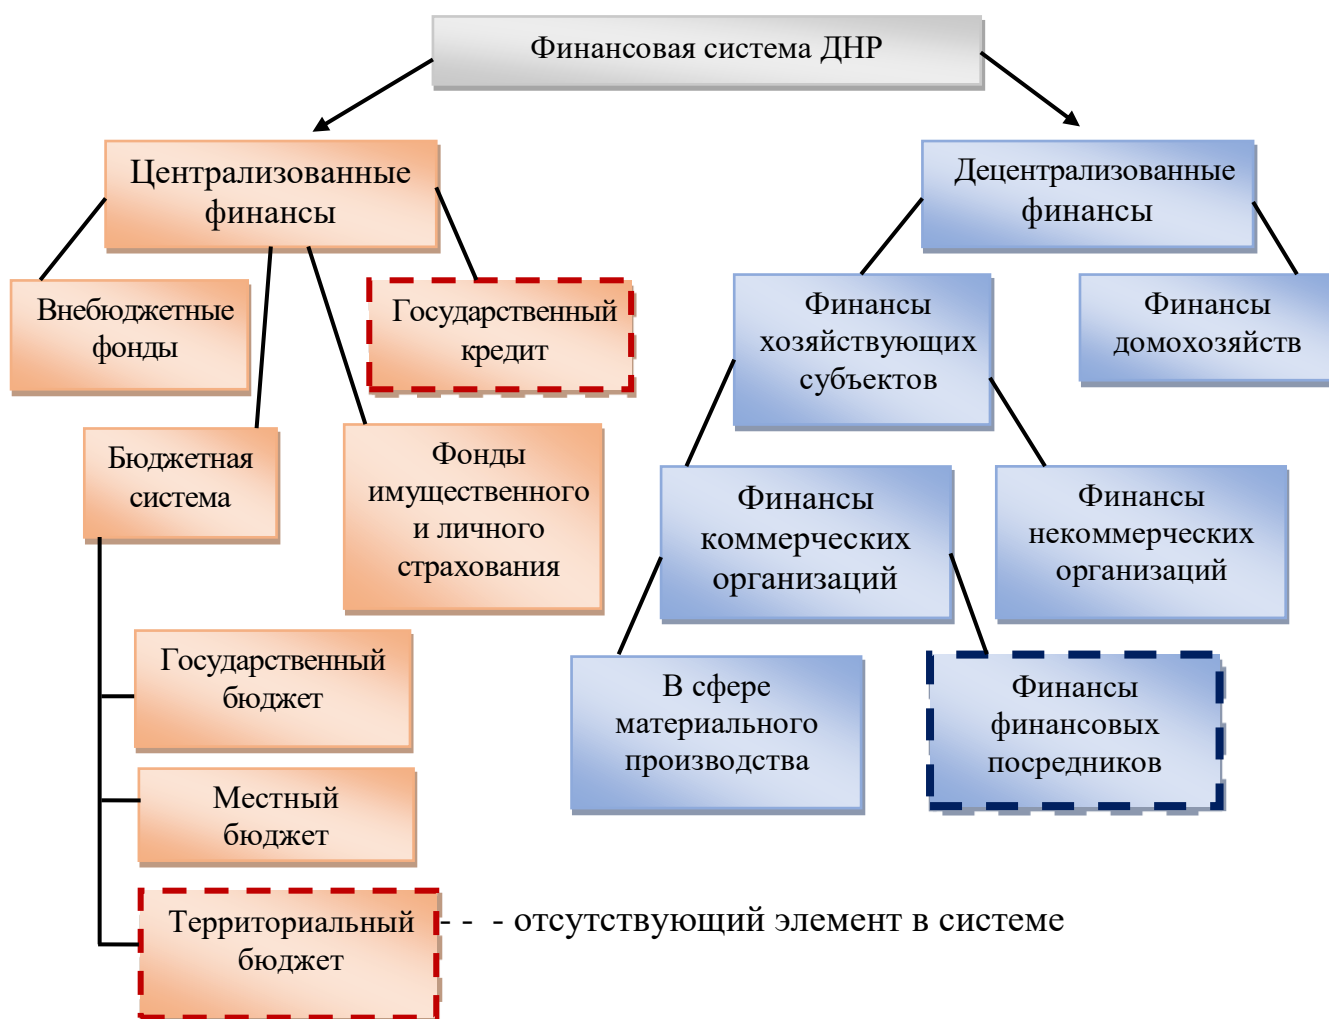 Финансовая система ДНР
Централизованные
финансы
Децентрализованные
финансы
Внебюджетные
фонды
Государственный
кредит
Финансы
хозяйствующих
субъектов
Финансы
домохозяйств
Бюджетная
система
Фонды
имущественного
и личного
страхования
Финансы
коммерческих
организаций
Финансы
некоммерческих
организаций
Государственный
бюджет
В сфере
материального
производства
Финансы
финансовых
посредников
Местный
бюджет
Территориальный
бюджет
- - - отсутствующий элемент в системе